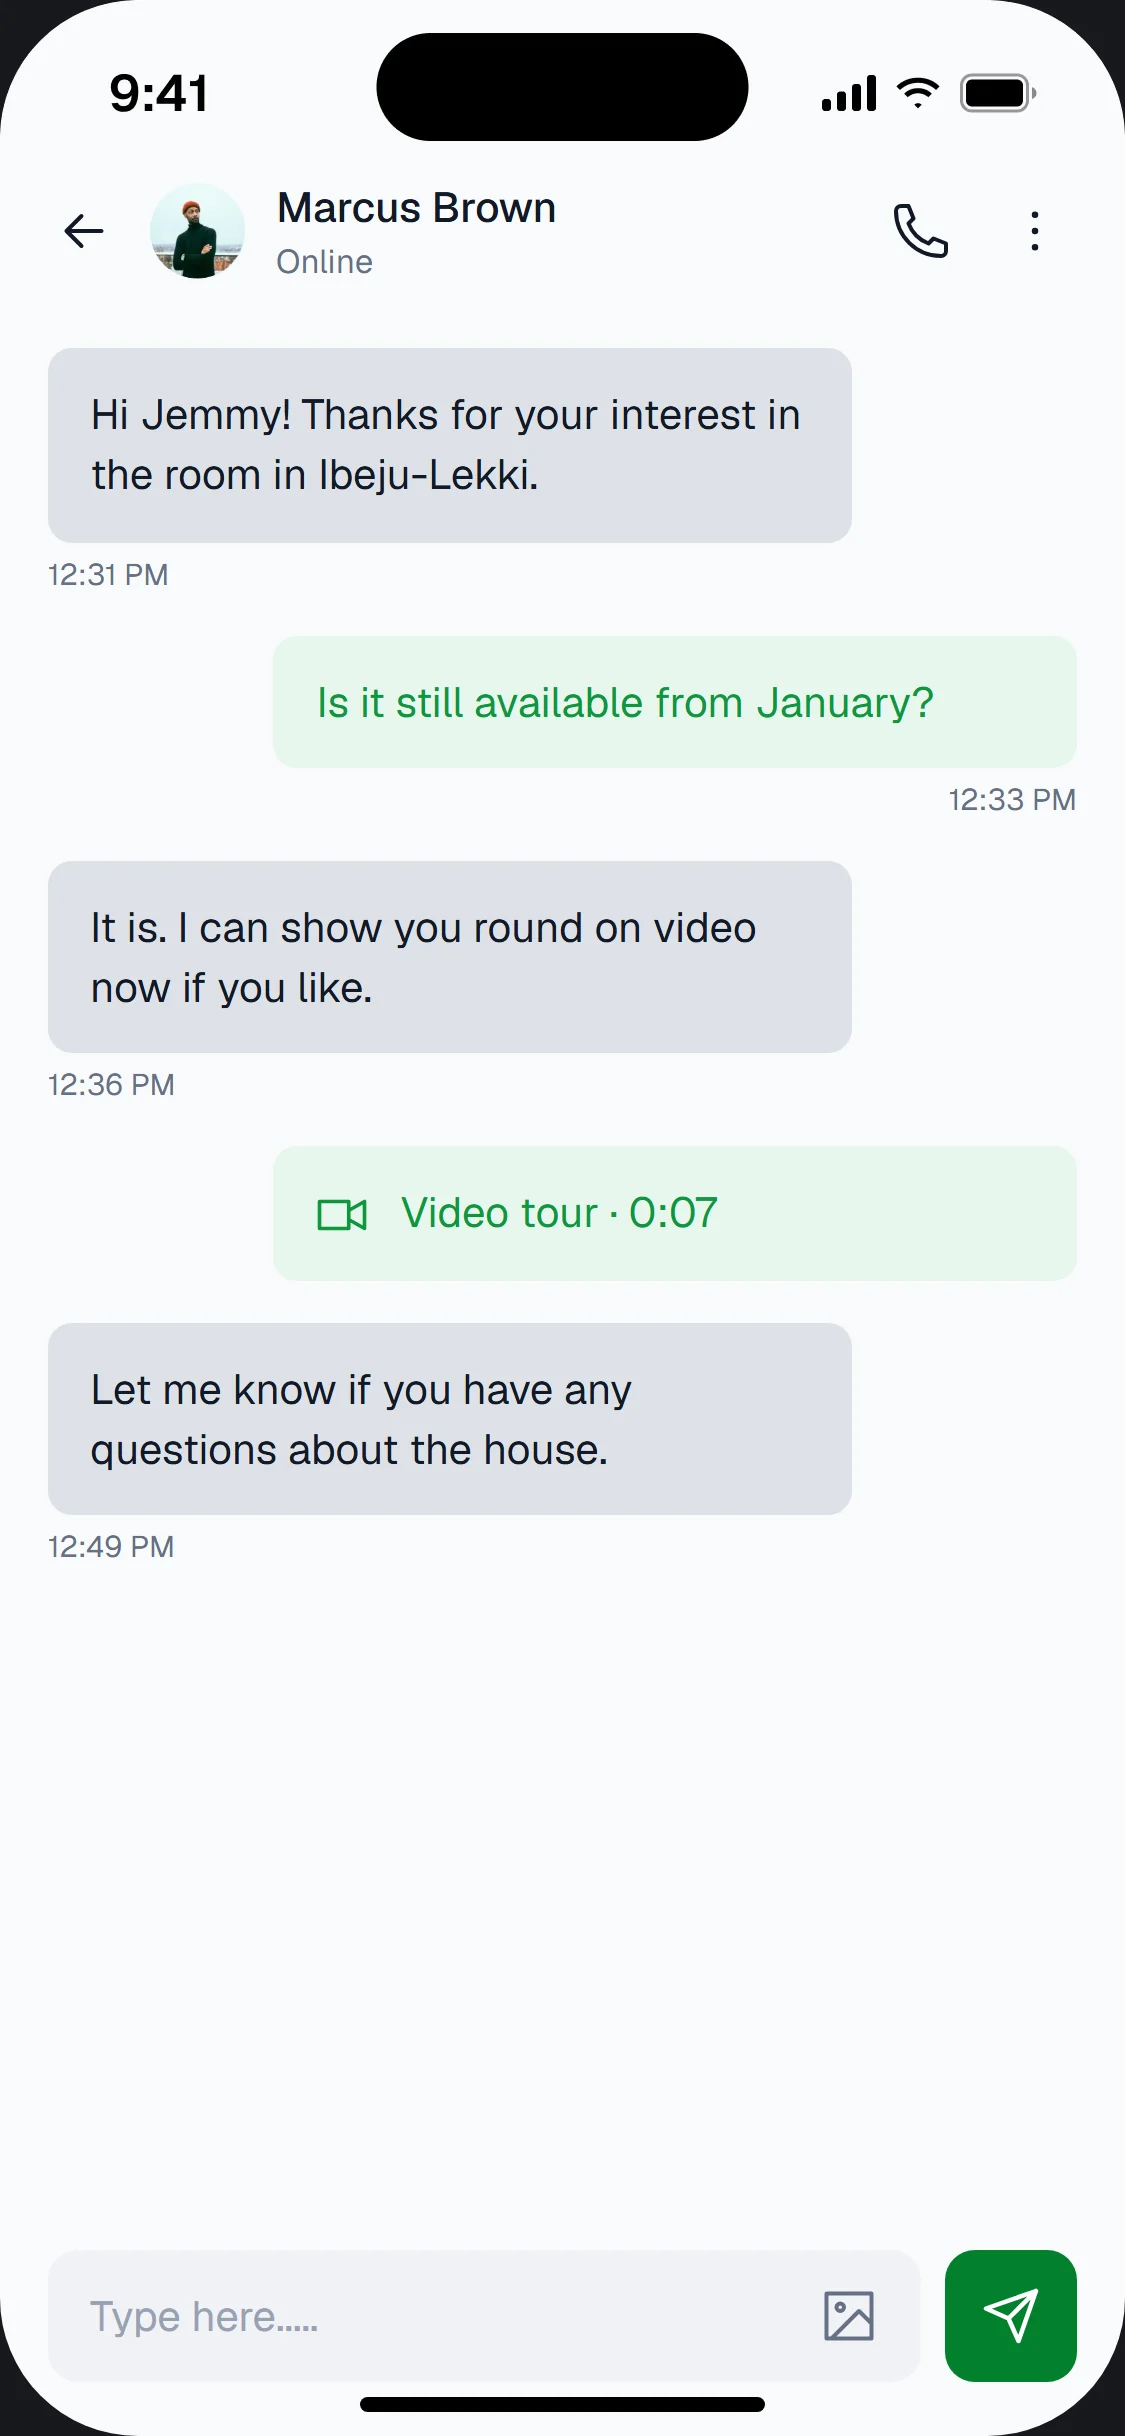 9:41
Marcus Brown
Online
Hi Jemmy! Thanks for your interest in
the room in Ibeju-Lekki.
12:31 PM
Is it still available from January?
12:33 PM
It is. I can show you round on video
now if you like.
12:36 PM
Video tour · 0:07
Let me know if you have any
questions about the house.
12:49 PM
Type here.....